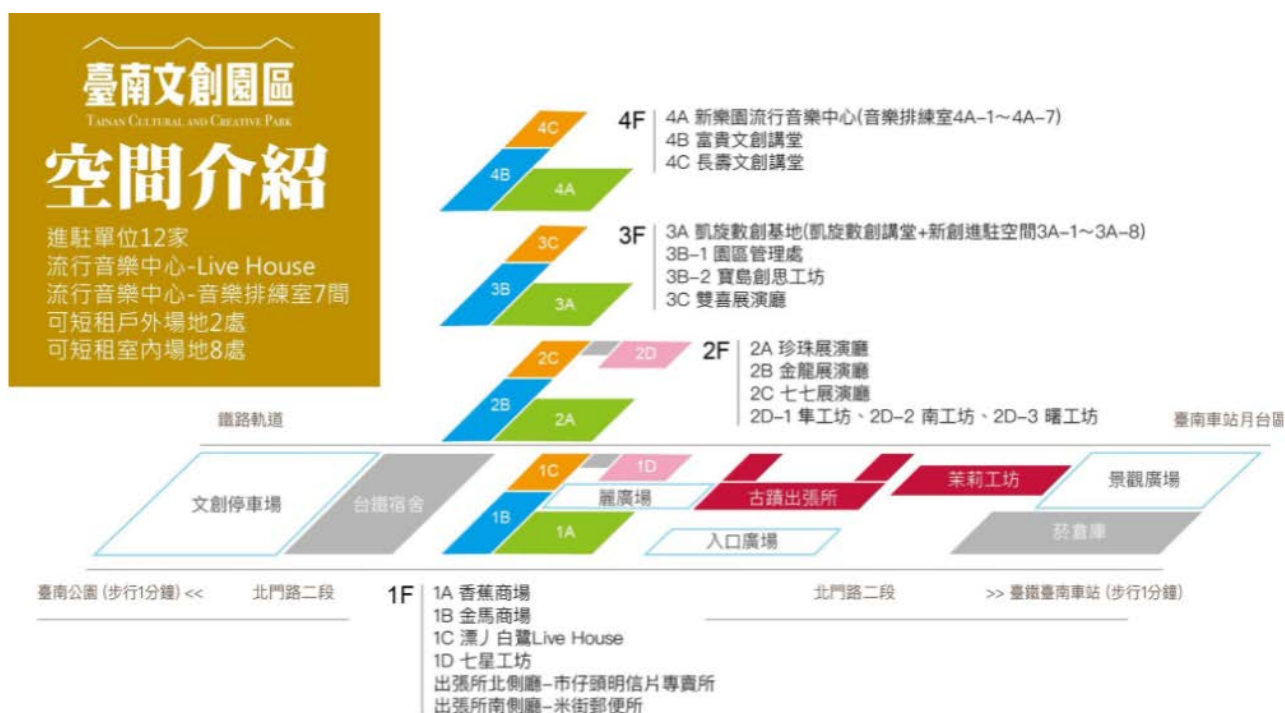 臺南文創園區
TAINAN CULTURAL AND CREATIVE PARK
空間介紹
進駐單位12家
流行音樂中心-Live House
流行音樂中心-音樂排練室7間
可短租戶外場地2處
可短租室內場地8處
4C
4B
4A
4F
4A 新樂園流行音樂中心(音樂排練室4A-1～4A-7)
4B 富貴文創講堂
4C 長壽文創講堂
3C
3B
3A
3F
3A 凱旋數創基地(凱旋數創講堂+新創進駐空間3A-1～3A-8)
3B-1 園區管理處
3B-2 寶島創思工坊
3C 雙喜展演廳
2C
2D
2B
2A
2F
2A 珍珠展演廳
2B 金龍展演廳
2C 七七展演廳
2D-1 隼工坊、2D-2 南工坊、2D-3 曙工坊
鐵路軌道
臺南車站月台區
文創停車場
台鐵宿舍
1C
1D
1B
1A
麗廣場
古蹟出張所
茉莉工坊
景觀廣場
入口廣場
菸倉庫
臺南公園 (步行1分鐘) <<
北門路二段
北門路二段
>> 臺鐵臺南車站 (步行1分鐘)
1F
1A 香蕉商場
1B 金馬商場
1C 漂丿白鷺Live House
1D 七星工坊
出張所北側廳-市仔頭明信片專賣所
出張所南側廳-米街郵便所